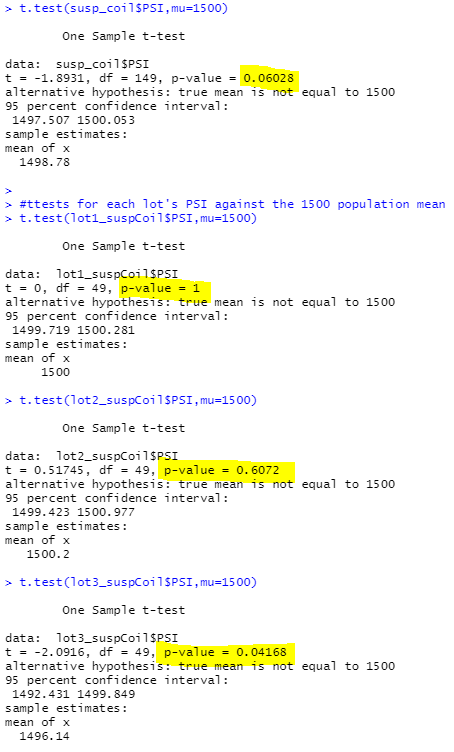 > t.test(susp_coil$PSI,mu=1500)
One Sample t-test
data:  susp_coil$PSI
t = -1.8931, df = 149, p-value = 0.06028
alternative hypothesis: true mean is not equal to 1500
95 percent confidence interval:
1497.507 1500.053
sample estimates:
mean of x
1498.78
>
> #ttests for each lot's PSI against the 1500 population mean
> t.test(lot1_suspCoil$PSI,mu=1500)
One Sample t-test
data:  lot1_suspCoil$PSI
t = 0, df = 49, p-value = 1
alternative hypothesis: true mean is not equal to 1500
95 percent confidence interval:
1499.719 1500.281
sample estimates:
mean of x
1500
> t.test(lot2_suspCoil$PSI,mu=1500)
One Sample t-test
data:  lot2_suspCoil$PSI
t = 0.51745, df = 49, p-value = 0.6072
alternative hypothesis: true mean is not equal to 1500
95 percent confidence interval:
1499.423 1500.977
sample estimates:
mean of x
1500.2
> t.test(lot3_suspCoil$PSI,mu=1500)
One Sample t-test
data:  lot3_suspCoil$PSI
t = -2.0916, df = 49, p-value = 0.04168
alternative hypothesis: true mean is not equal to 1500
95 percent confidence interval:
1492.431 1499.849
sample estimates:
mean of x
1496.14